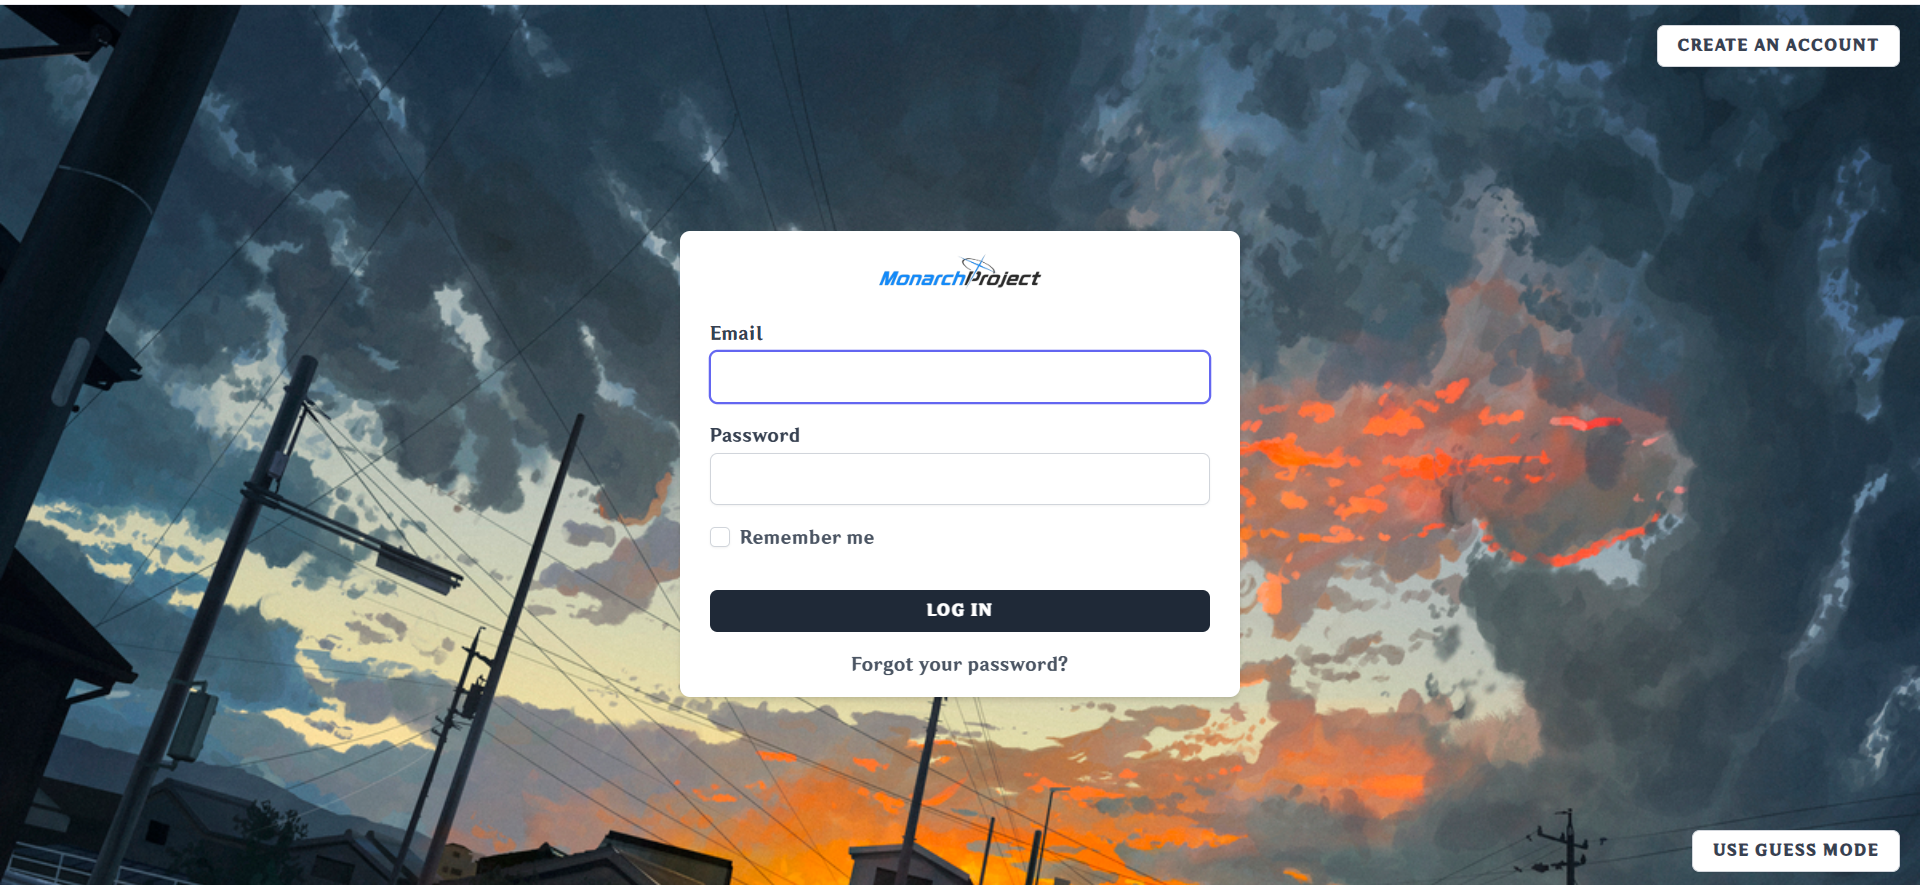 CREATE AN ACCOUNT
MonarchProject
Email
Password
Remember me
LOG IN
Forgot your password?
USE GUESS MODE